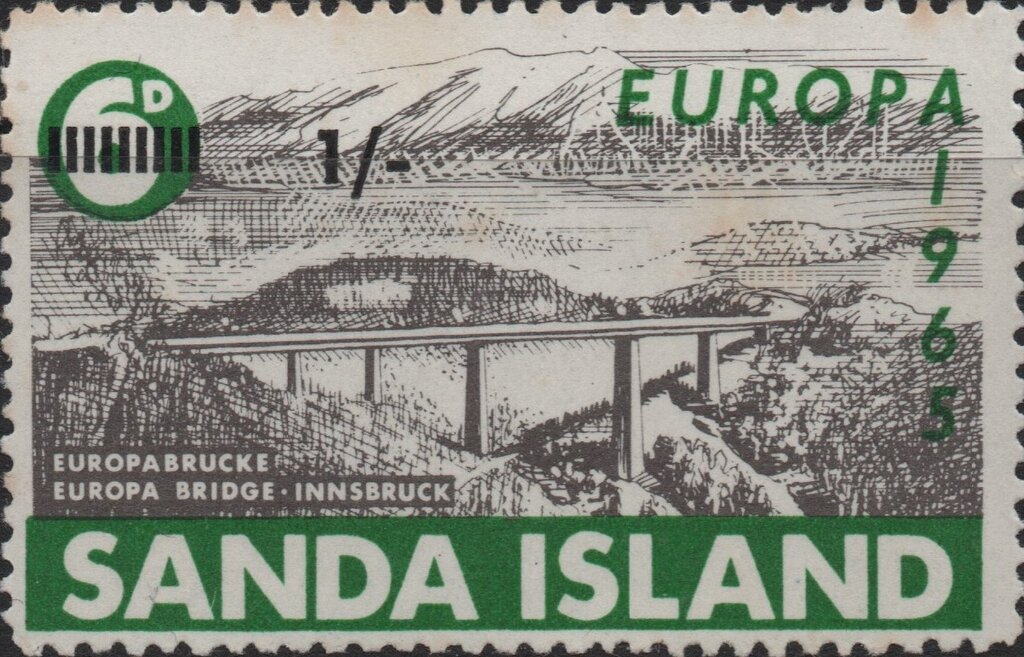 6D
1/-
EUROPA
1965
EUROPABRUCKE
EUROPA BRIDGE·INNSBRUCK
SANDA ISLAND